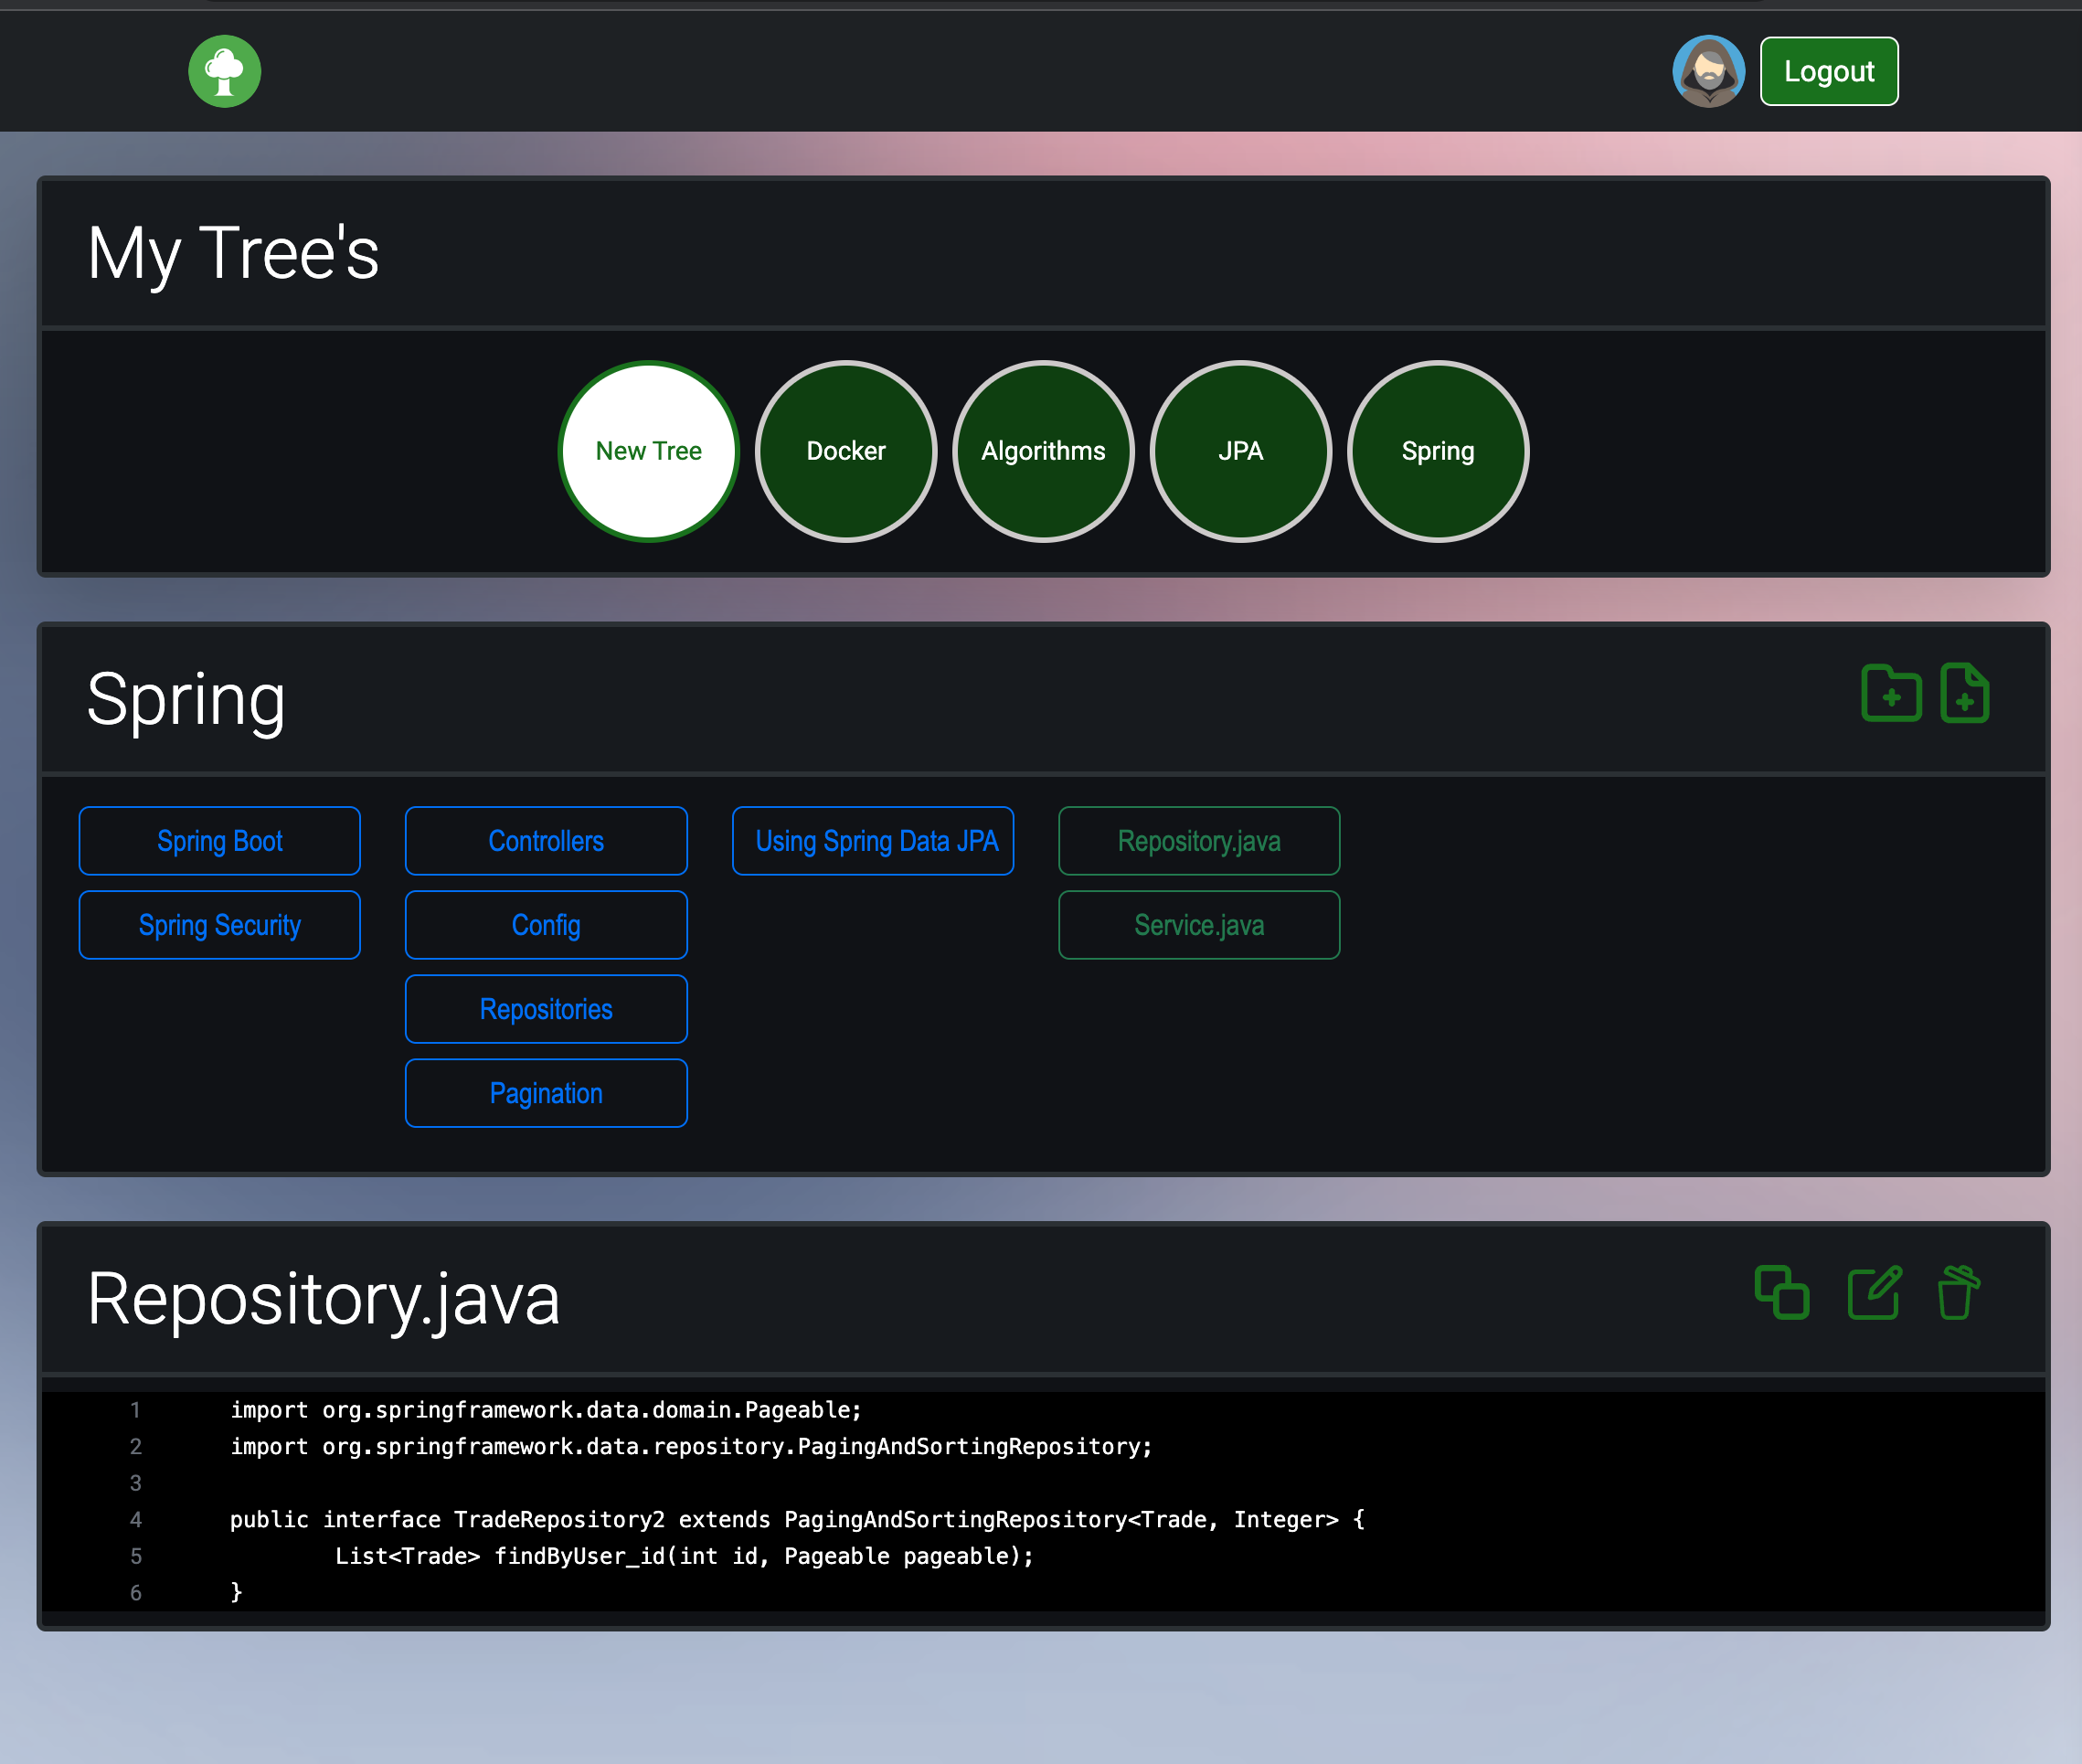 Logout
My Tree's
New Tree
Docker
Algorithms
JPA
Spring
Spring
Spring Boot
Controllers
Using Spring Data JPA
Repository.java
Spring Security
Config
Service.java
Repositories
Pagination
Repository.java
1 import org.springframework.data.domain.Pageable;
2 import org.springframework.data.repository.PagingAndSortingRepository;
3
4 public interface TradeRepository2 extends PagingAndSortingRepository<Trade, Integer> {
5         List<Trade> findByUser_id(int id, Pageable pageable);
6 }